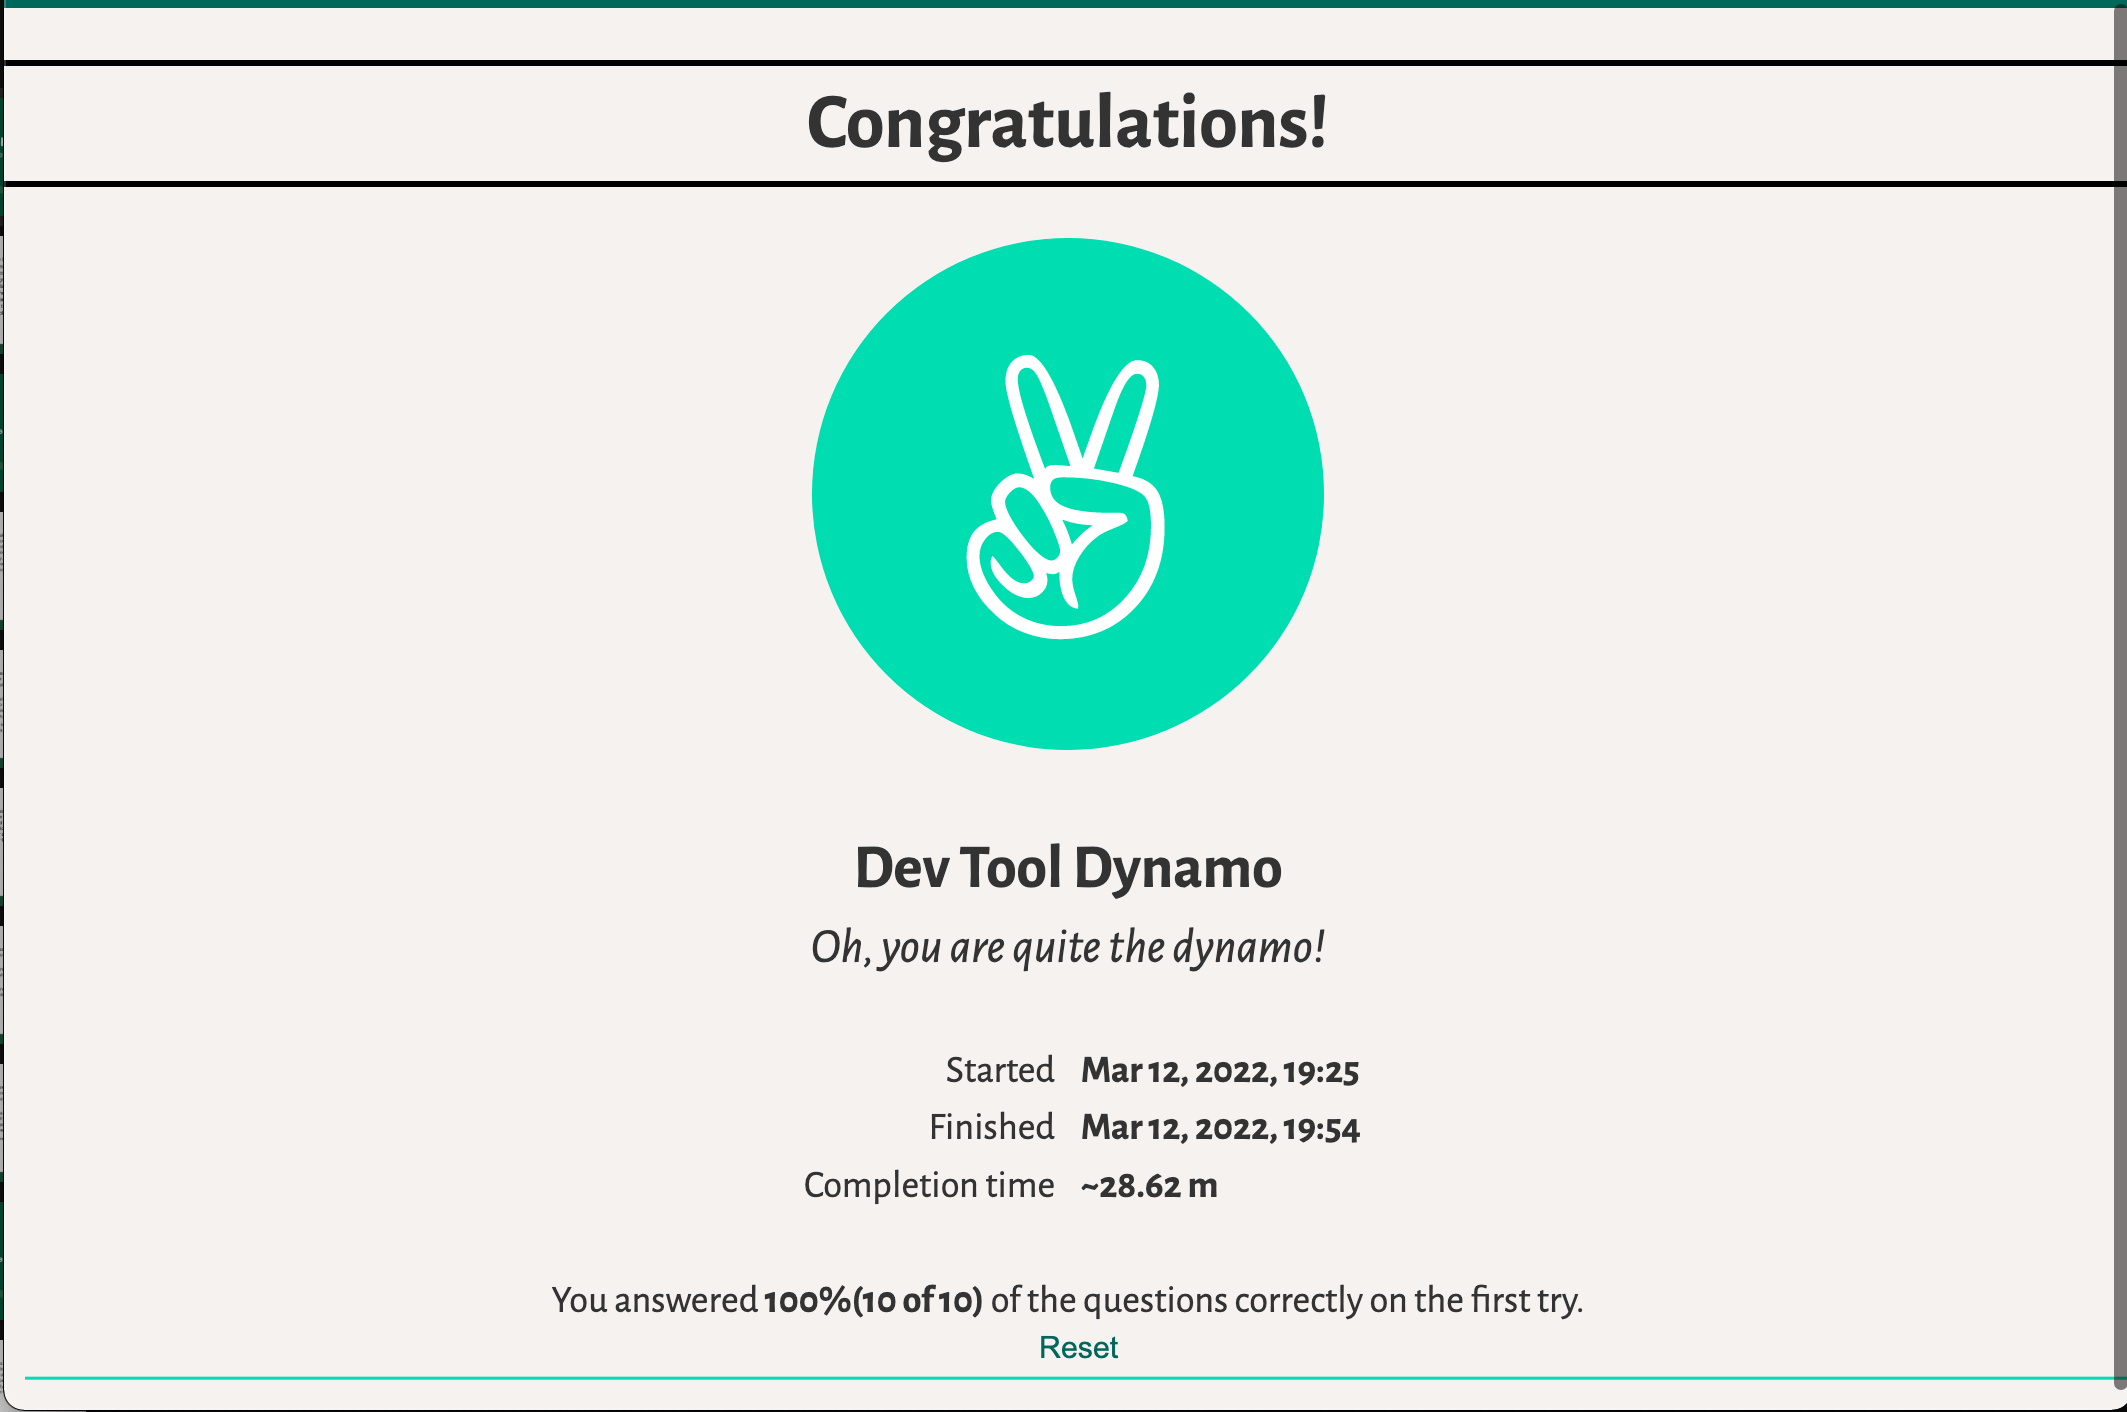 Congratulations!
Dev Tool Dynamo
Oh, you are quite the dynamo!
Started Mar 12, 2022, 19:25
Finished Mar 12, 2022, 19:54
Completion time ~28.62 m
You answered 100%(10 of 10) of the questions correctly on the first try.
Reset